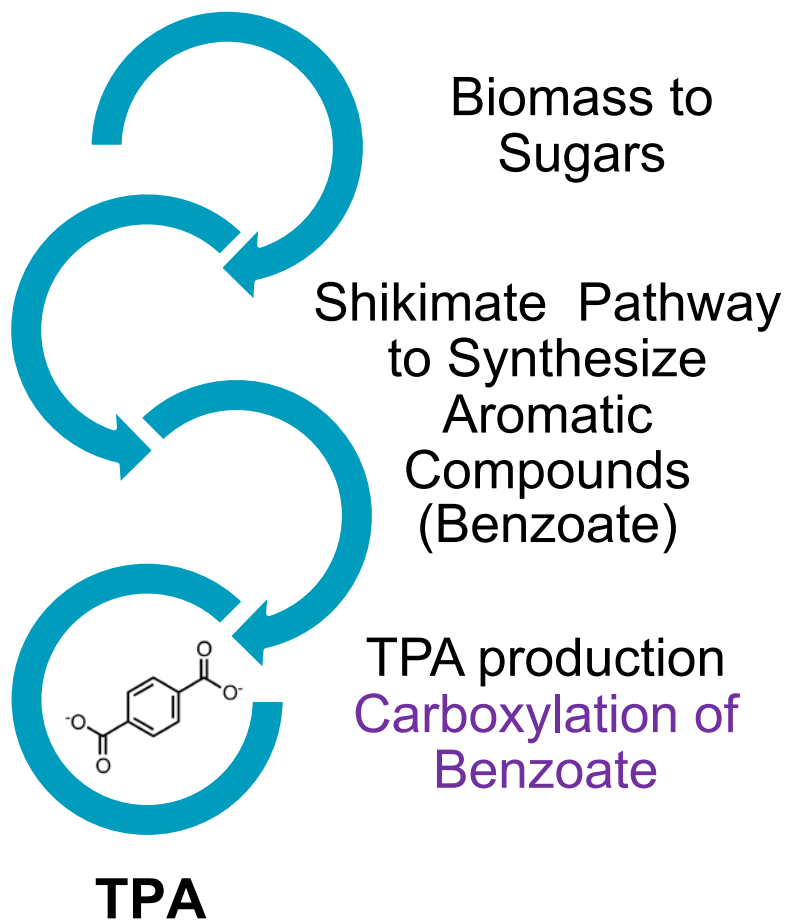 Biomass to
Sugars
Shikimate Pathway
to Synthesize
Aromatic
Compounds
(Benzoate)
O
O-
-O
O
TPA production
Carboxylation of
Benzoate
TPA